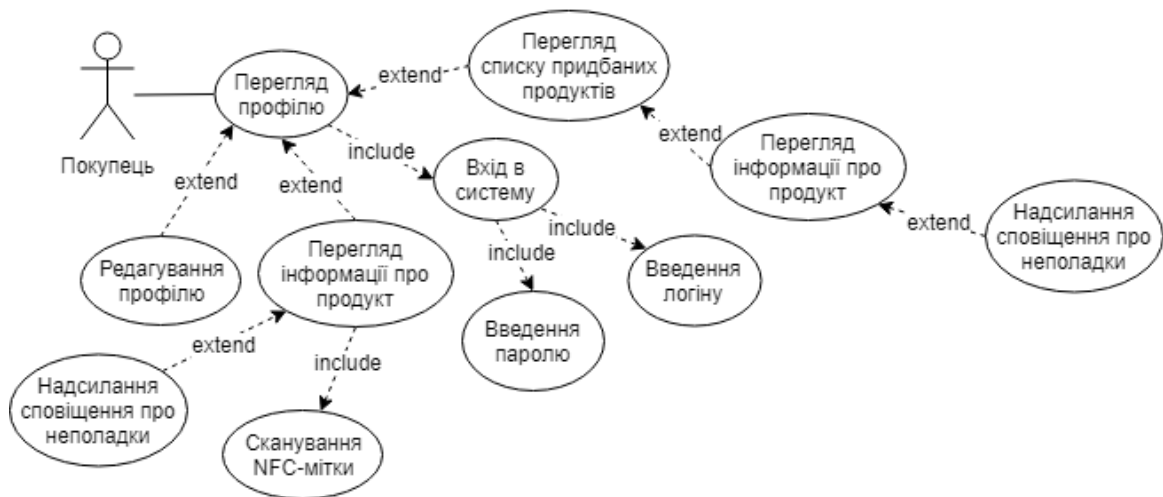 Покупець
Перегляд
профілю
extend
Перегляд
списку придбаних
продуктів
extend
Перегляд
інформації про
продукт
extend
Надсилання
сповіщення про
неполадки
include
Вхід в
систему
include
Введення
логіну
include
Введення
паролю
extend
Редагування
профілю
extend
Перегляд
інформації про
продукт
extend
Надсилання
сповіщення про
неполадки
include
Сканування
NFC-мітки